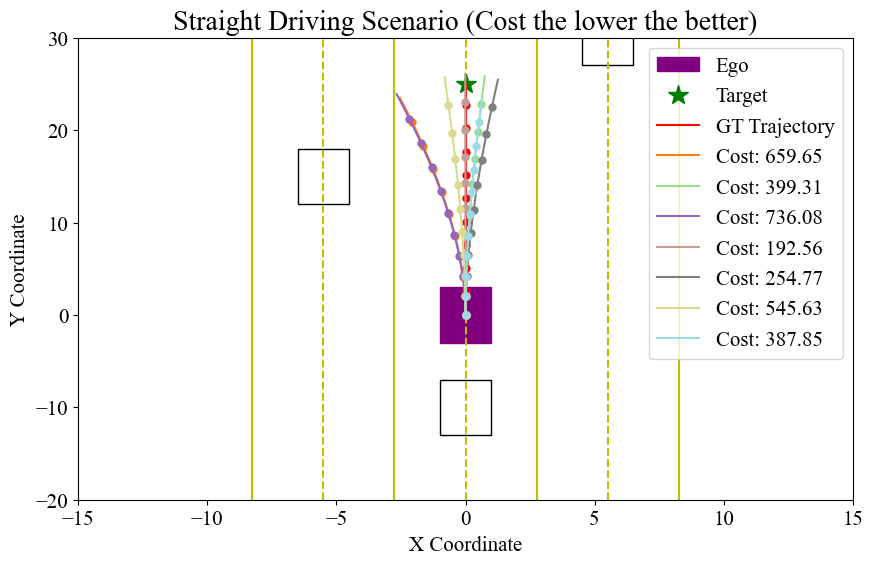 Straight Driving Scenario (Cost the lower the better)
Y Coordinate
30
20
10
0
−10
−20
−15
−10
−5
0
5
10
15
X Coordinate
Ego
Target
GT Trajectory
Cost: 659.65
Cost: 399.31
Cost: 736.08
Cost: 192.56
Cost: 254.77
Cost: 545.63
Cost: 387.85